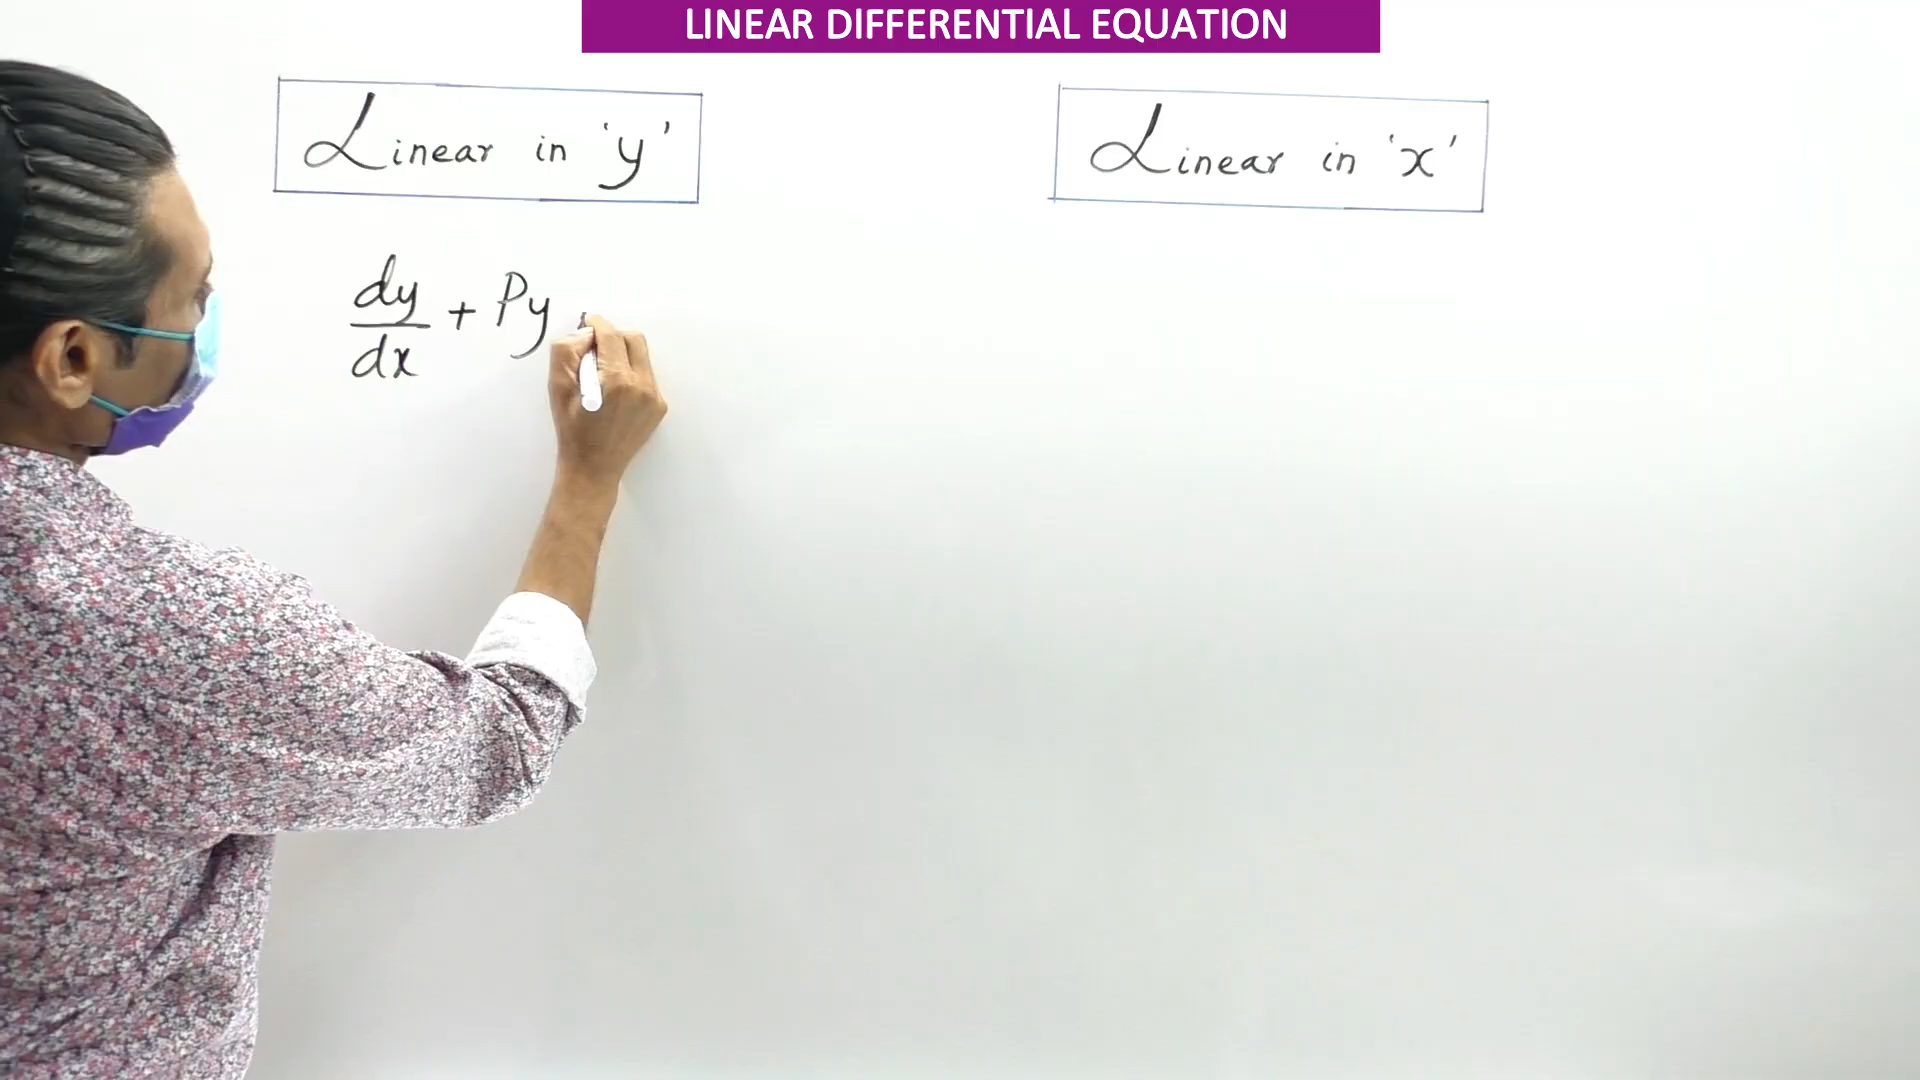 LINEAR DIFFERENTIAL EQUATION
Linear in 'y'
Linear in 'x'
dy/dx + Py